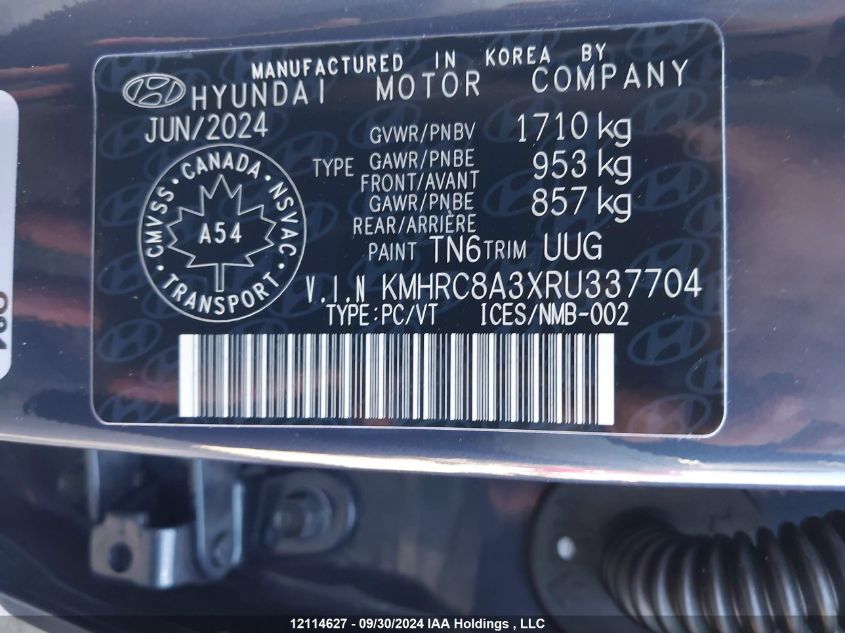 MANUFACTURED IN KOREA BY
HYUNDAI MOTOR COMPANY
JUN/2024
GVWR/PNBV 1710 kg
TYPE GAWR/PNBE FRONT/AVANT 953 kg
GAWR/PNBE REAR/ARRIÈRE 857 kg
PAINT TN6 TRIM UUG
CMVSS • CANADA • NSVAC • TRANSPORT •
A54
V.I.N KMHRC8A3XRU337704
TYPE:PC/VT ICES/NMB-002
12114627 - 09/30/2024 IAA Holdings , LLC